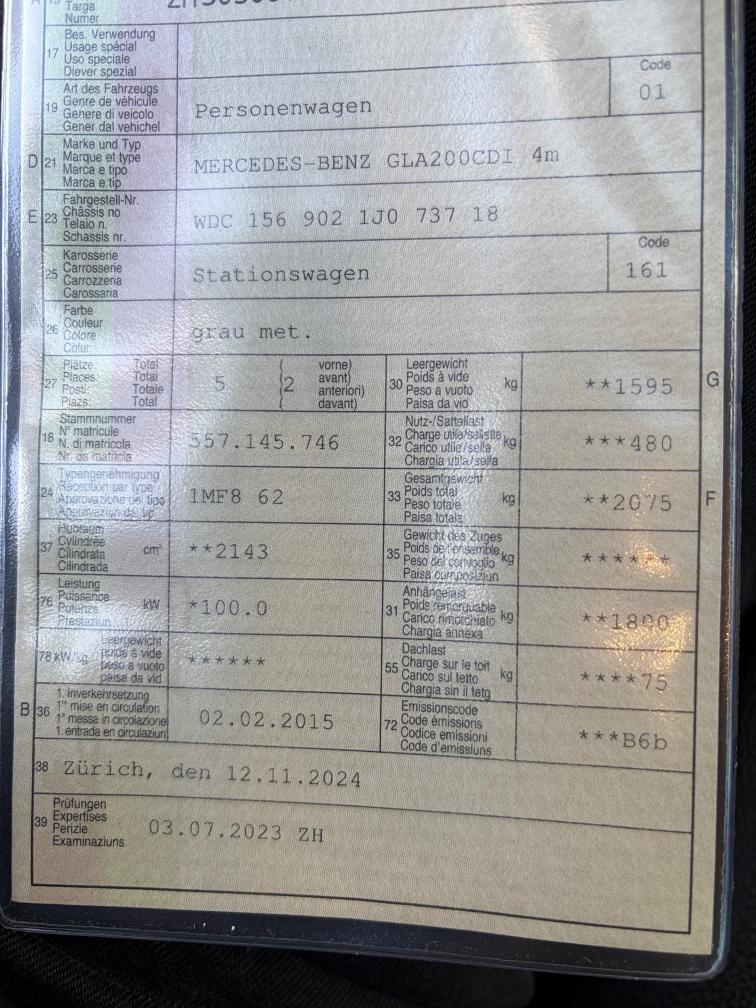 Targa
Numer
17
Bes. Verwendung
Usage spécial
Uso speciale
Diever spezial
19
Art des Fahrzeugs
Genre de véhicule
Genere di veicolo
Gener dal vehichel
Personenwagen
Code
01
D 21
Marke und Typ
Marque et type
Marca e tipo
Marca e tip
MERCEDES-BENZ GLA200CDI 4m
E 23
Fahrgestell-Nr.
Châssis no
Telaio n.
Schassis nr.
WDC 156 902 1J0 737 18
25
Karosserie
Carrosserie
Carrozzeria
Carossaria
Stationswagen
Code
161
26
Farbe
Couleur
Colore
Colur
grau met.
27
Plätze: Total
Places: Total
Posti: Totale
Plazs: Total
5 (2
vorne)
avant)
anteriori)
davant)
30
Leergewicht
Poids à vide
Peso a vuoto
Paisa da vid
kg
**1595
G
18
Stammnummer
N° matricule
N. di matricola
Nr. da matricla
557.145.746
32
Nutz-/Sattellast
Charge utile/sellette
Carico utile/sella
Chargia utila/sella
kg
***480
24
Typengenehmigung
Réception par type
Approvazione del tipo
Approvaziun dal tip
1MF8 62
33
Gesamtgewicht
Poids total
Peso totale
Paisa totala
kg
**2075
F
37
Hubraum
Cylindrée
Cilindrata
Cilindrada
cm³
**2143
35
Gewicht des Zuges
Poids de l'ensemble
Peso del convoglio
Paisa cumposiziun
kg
******
76
Leistung
Puissance
Potenza
Prestaziun
kW
*100.0
31
Anhängelast
Poids remorquable
Carico rimorchiato
Chargia annexa
kg
**1800
78 kW/kg
Leergewicht
poids à vide
peso a vuoto
paisa da vid
******
55
Dachlast
Charge sur le toit
Carico sul tetto
Chargia sin il tetg
kg
****75
B 36
1. Inverkehrsetzung
1re mise en circulation
1a messa in circolazione
1. entrada en circulaziun
02.02.2015
72
Emissionscode
Code émissions
Codice emissioni
Code d'emissiuns
***B6b
38 Zürich, den 12.11.2024
39
Prüfungen
Expertises
Perizie
Examinaziuns
03.07.2023 ZH